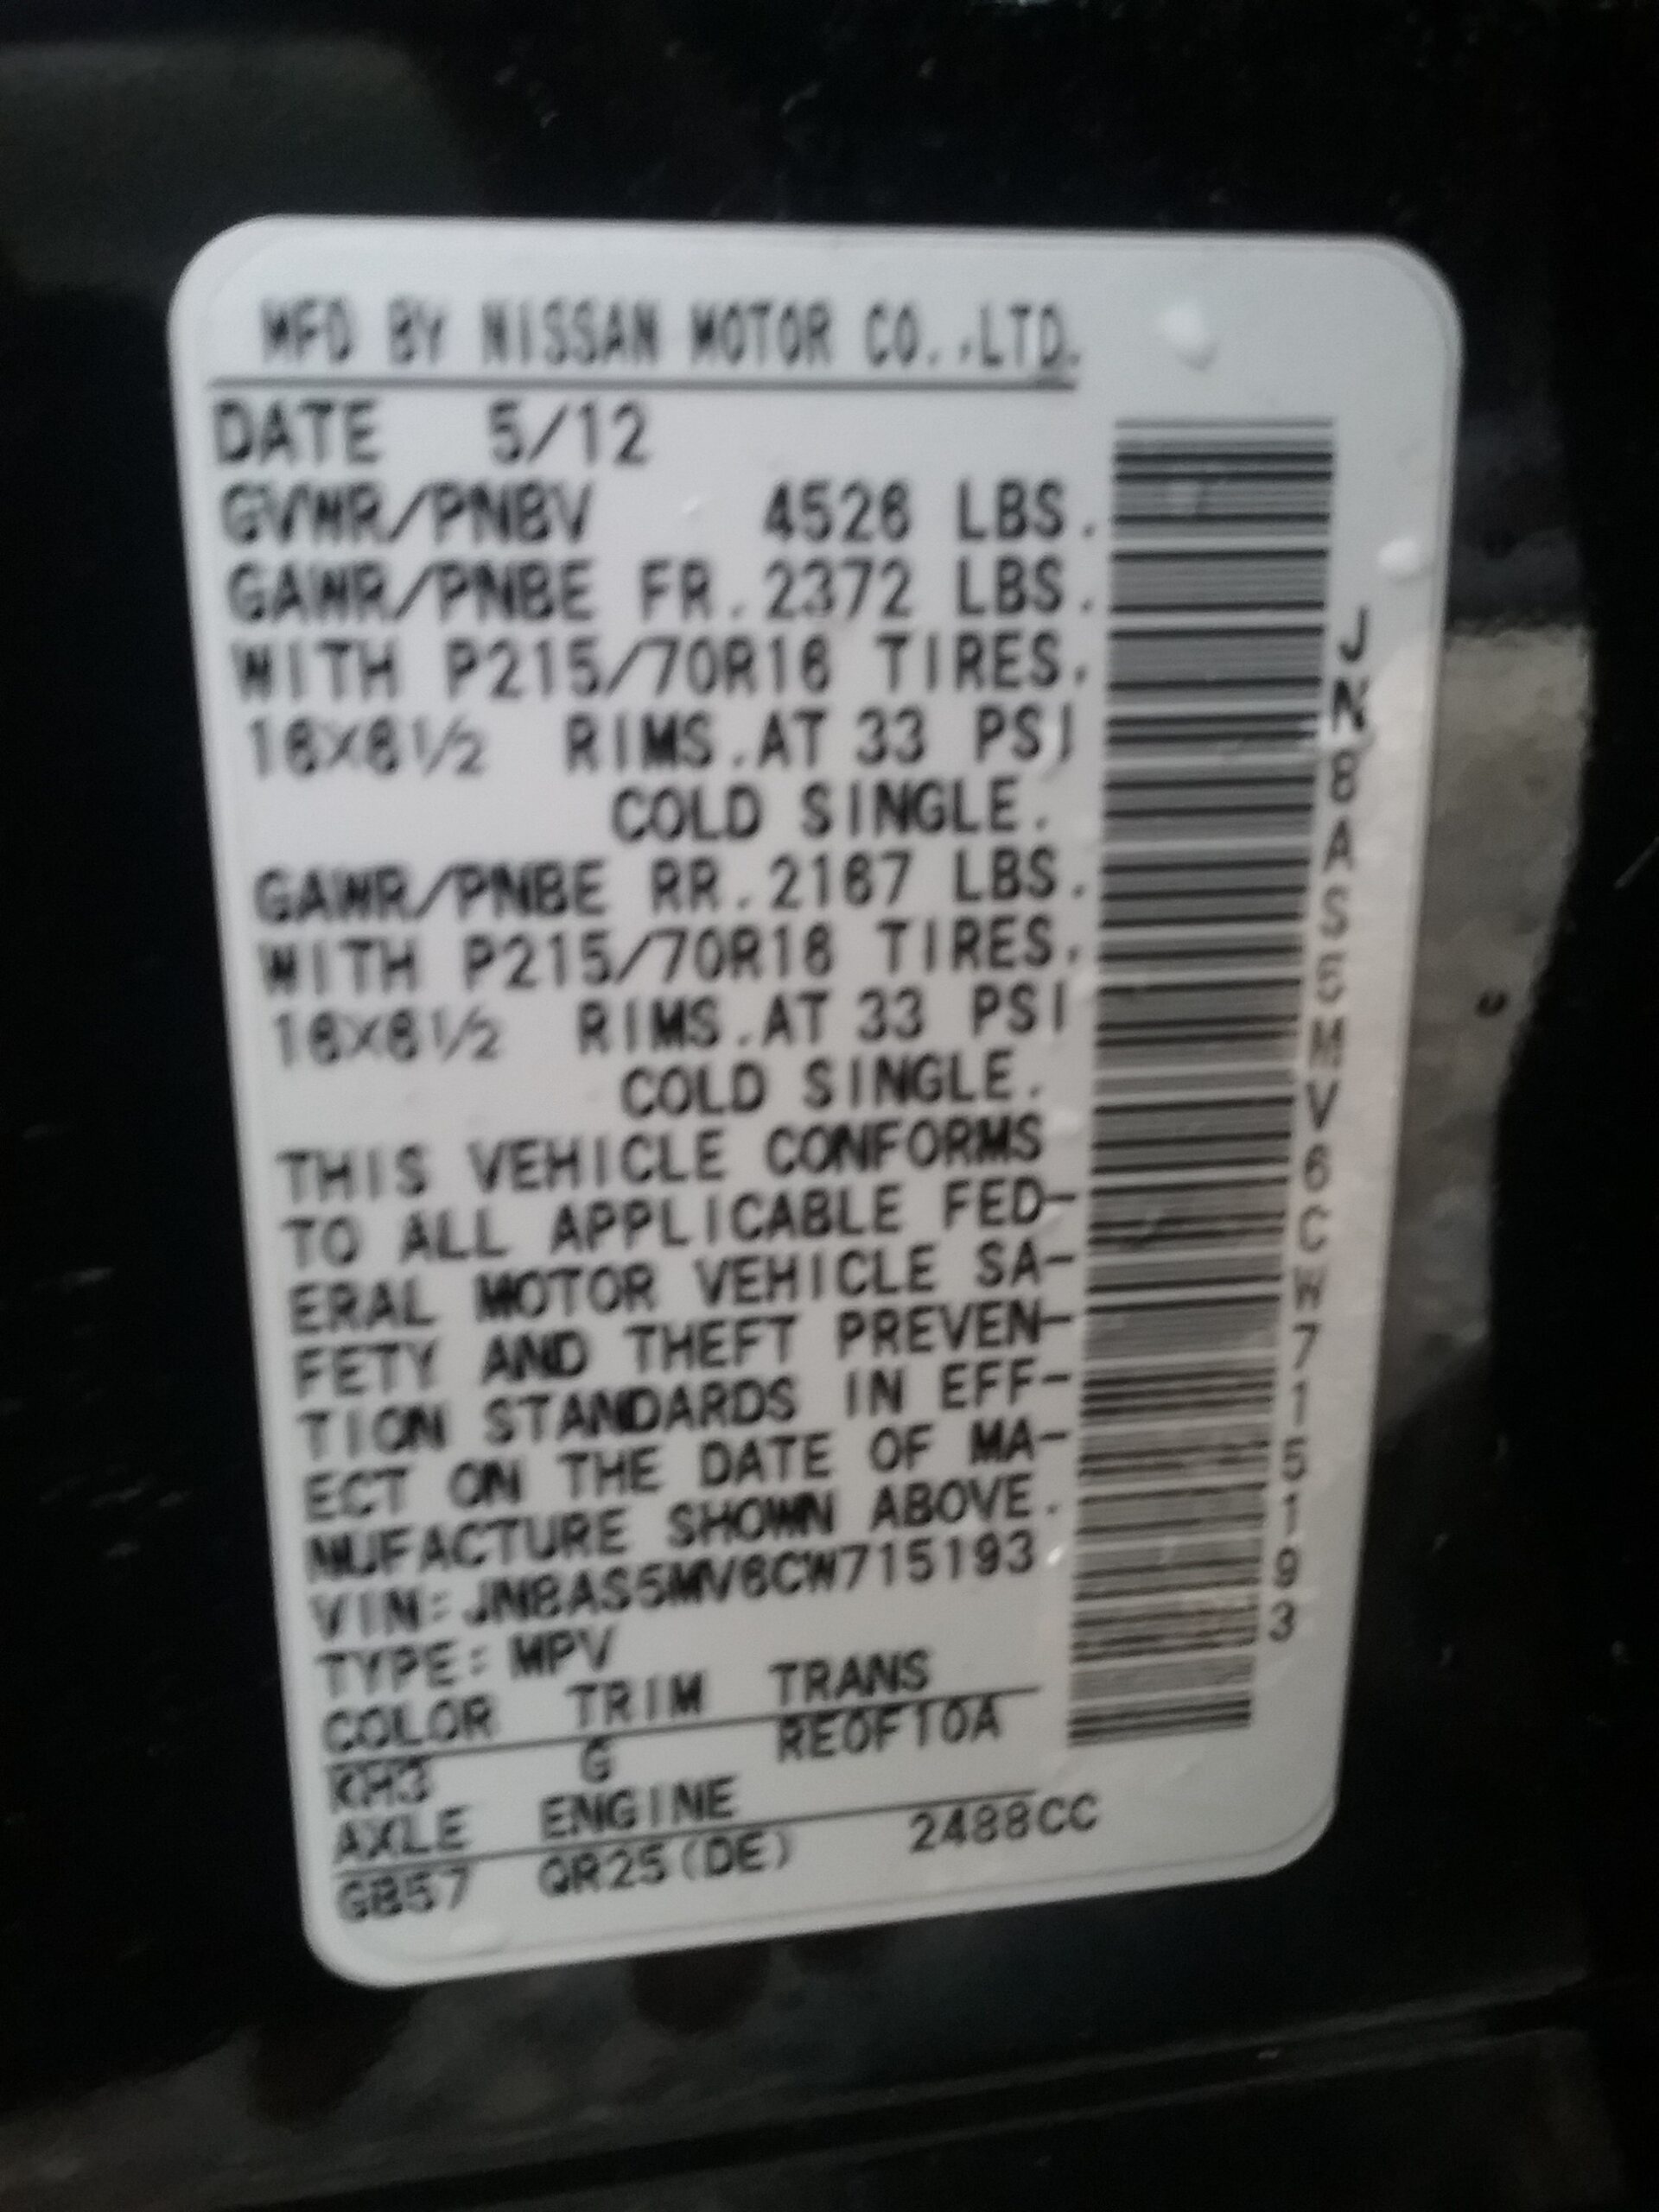 MFD BY NISSAN MOTOR CO.,LTD.
DATE 5/12
GVWR/PNBV 4526 LBS.
GAWR/PNBE FR.2372 LBS.
WITH P215/70R16 TIRES.
16X6½ RIMS.AT 33 PSI
COLD SINGLE.
GAWR/PNBE RR.2167 LBS.
WITH P215/70R16 TIRES.
16X6½ RIMS.AT 33 PSI
COLD SINGLE.
THIS VEHICLE CONFORMS
TO ALL APPLICABLE FED-
ERAL MOTOR VEHICLE SA-
FETY AND THEFT PREVEN-
TION STANDARDS IN EFF-
ECT ON THE DATE OF MA-
NUFACTURE SHOWN ABOVE.
VIN:JN8AS5MV6CW715193
TYPE:MPV
COLOR TRIM TRANS
KH3 G RE0F10A
AXLE ENGINE
GB57 QR25(DE) 2488CC
JN8AS5MV6CW715193